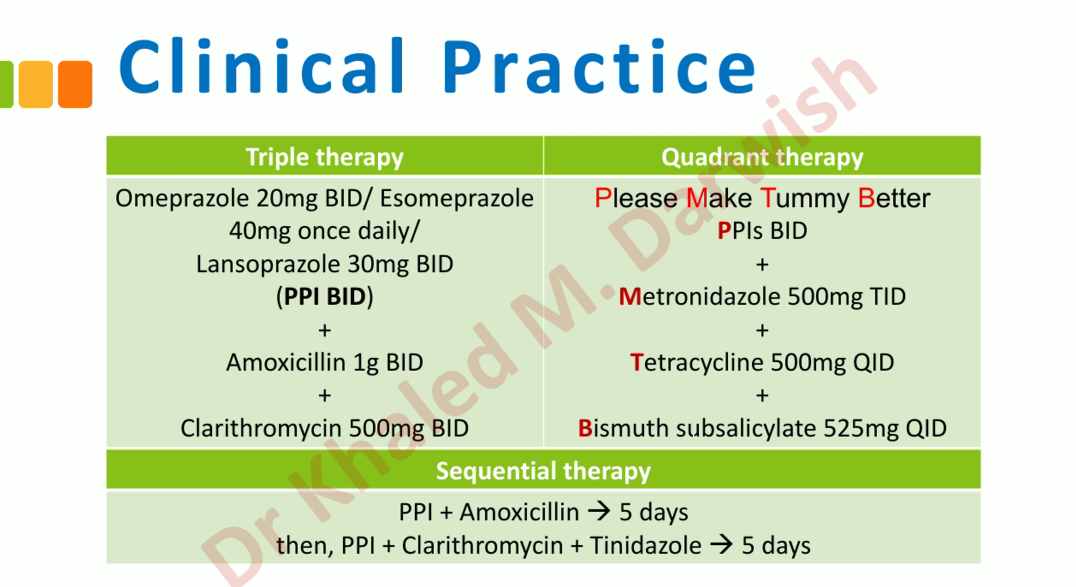 Clinical Practice
Triple therapy
Omeprazole 20mg BID/ Esomeprazole
40mg once daily/
Lansoprazole 30mg BID
(PPI BID)
+
Amoxicillin 1g BID
+
Clarithromycin 500mg BID
Quadrant therapy
Please Make Tummy Better
PPIs BID
+
Metronidazole 500mg TID
+
Tetracycline 500mg QID
+
Bismuth subsalicylate 525mg QID
Sequential therapy
PPI + Amoxicillin → 5 days
then, PPI + Clarithromycin + Tinidazole → 5 days
Dr Khaled M. Darwish